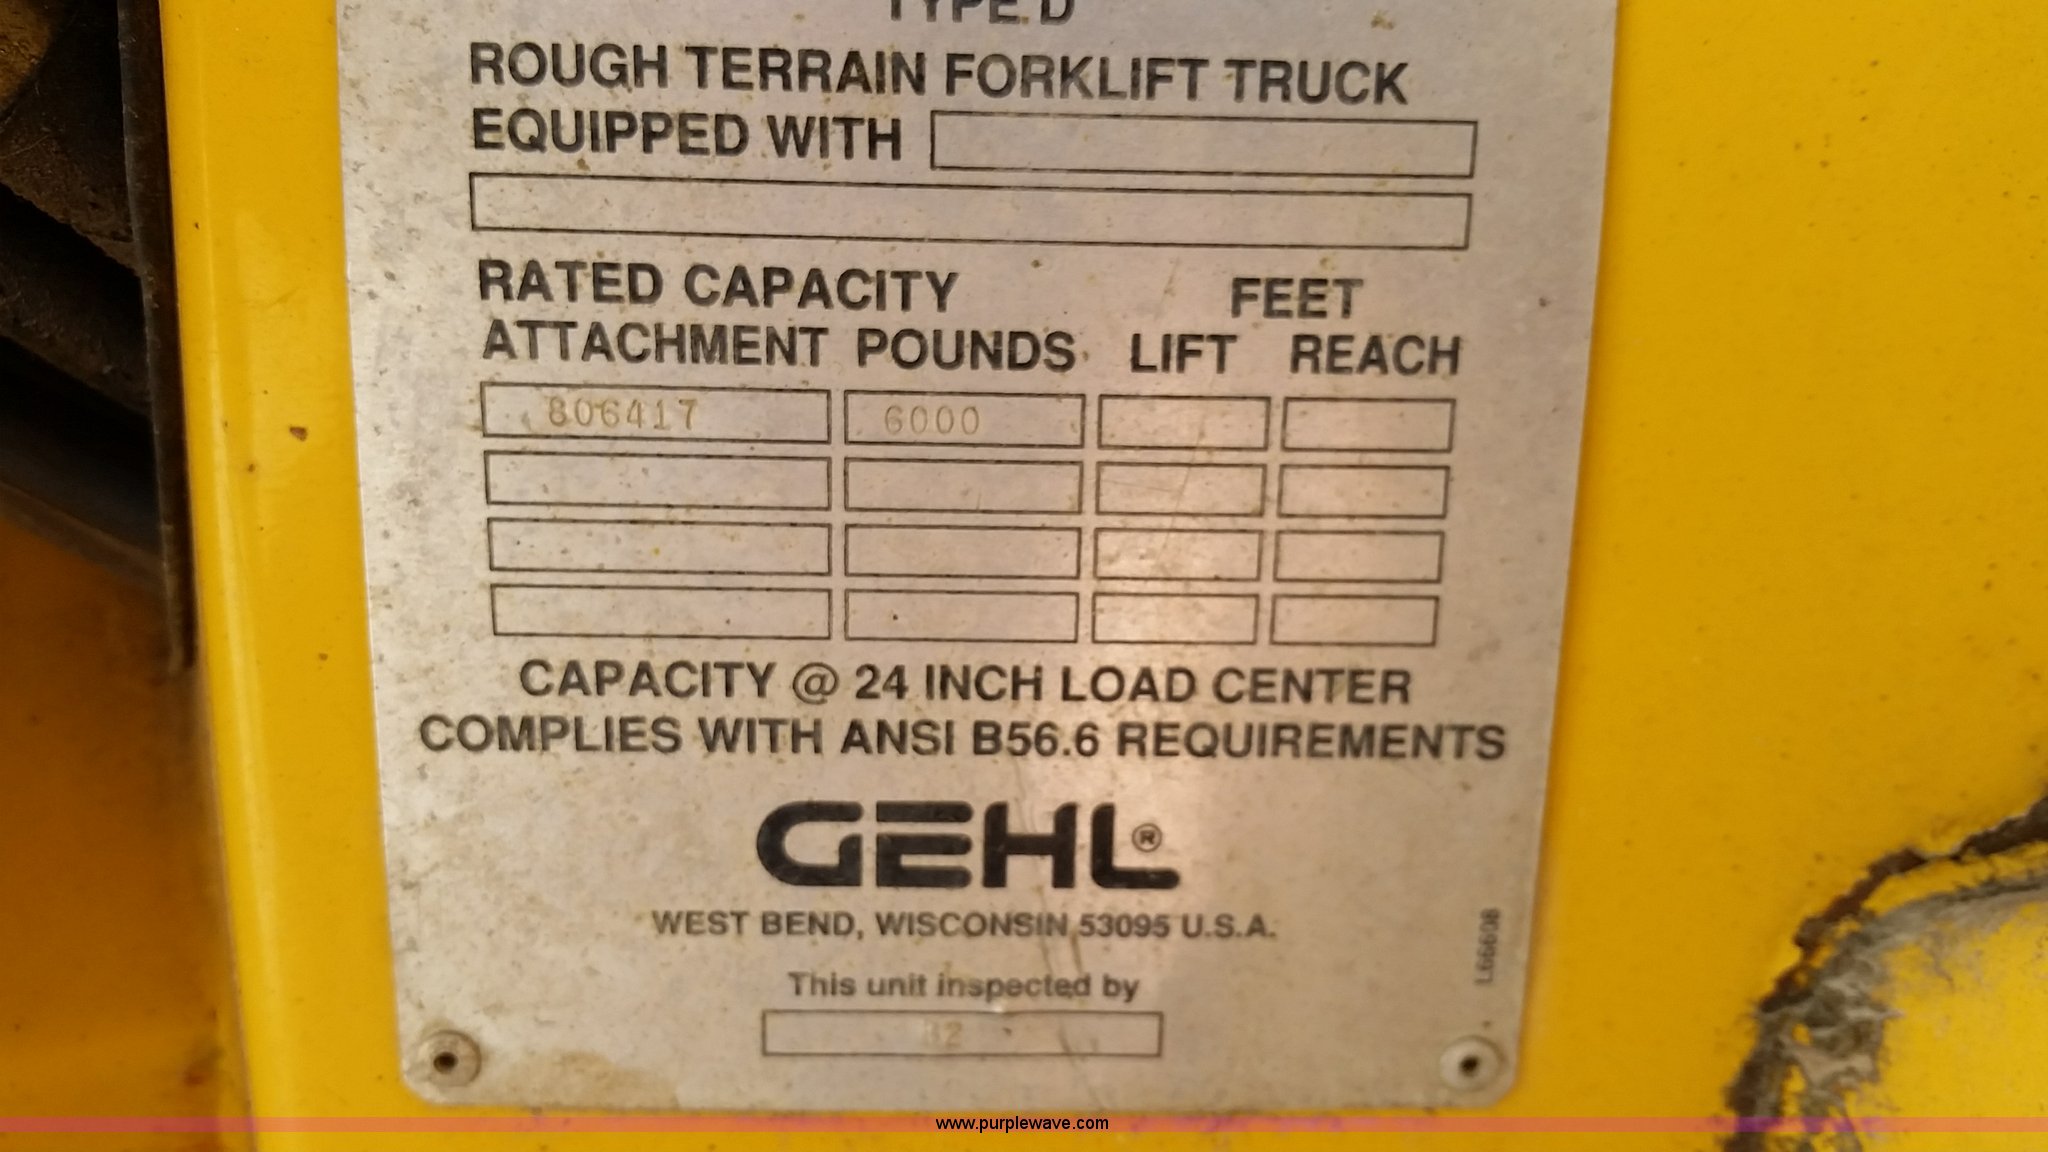 TYPE D
ROUGH TERRAIN FORKLIFT TRUCK
EQUIPPED WITH
RATED CAPACITY FEET
ATTACHMENT POUNDS LIFT REACH
806417 6000
CAPACITY @ 24 INCH LOAD CENTER
COMPLIES WITH ANSI B56.6 REQUIREMENTS
GEHL®
WEST BEND, WISCONSIN 53095 U.S.A.
L66608
This unit inspected by
www.purplewave.com